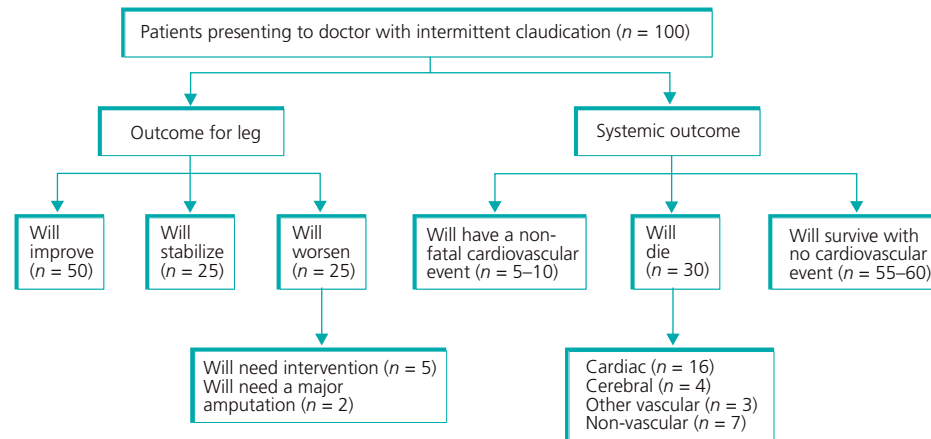 Patients presenting to doctor with intermittent claudication (n = 100)
Outcome for leg
Systemic outcome
Will
improve
(n = 50)
Will
stabilize
(n = 25)
Will
worsen
(n = 25)
Will have a non-
fatal cardiovascular
event (n = 5–10)
Will
die
(n = 30)
Will survive with
no cardiovascular
event (n = 55–60)
Will need intervention (n = 5)
Will need a major
amputation (n = 2)
Cardiac (n = 16)
Cerebral (n = 4)
Other vascular (n = 3)
Non-vascular (n = 7)